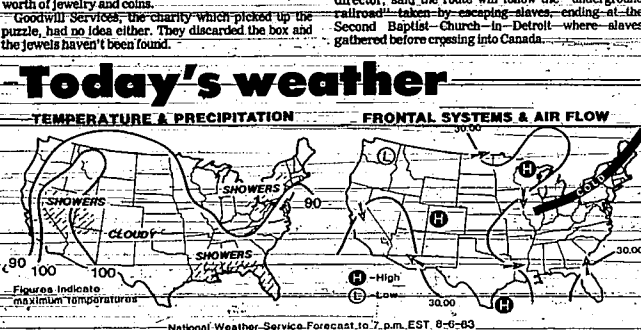 worth of jewelry and coins.
Goodwill Services, the charity which picked up the
puzzle, had no idea either. They discarded the box and
the jewels haven't been found.
director, said the route will follow the "underground
railroad" taken by escaping slaves, ending at the
Second Baptist Church in Detroit where slaves
gathered before crossing into Canada.
Today's weather
TEMPERATURE & PRECIPITATION
SHOWERS
SHOWERS
90
CLOUDY
SHOWERS
90
100
100
Figures indicate
maximum temperatures
FRONTAL SYSTEMS & AIR FLOW
30.00
L
H
COLD
H
30.00
H-High
L-Low
30.00
H
National Weather Service Forecast to 7 p.m. EST 8-6-83